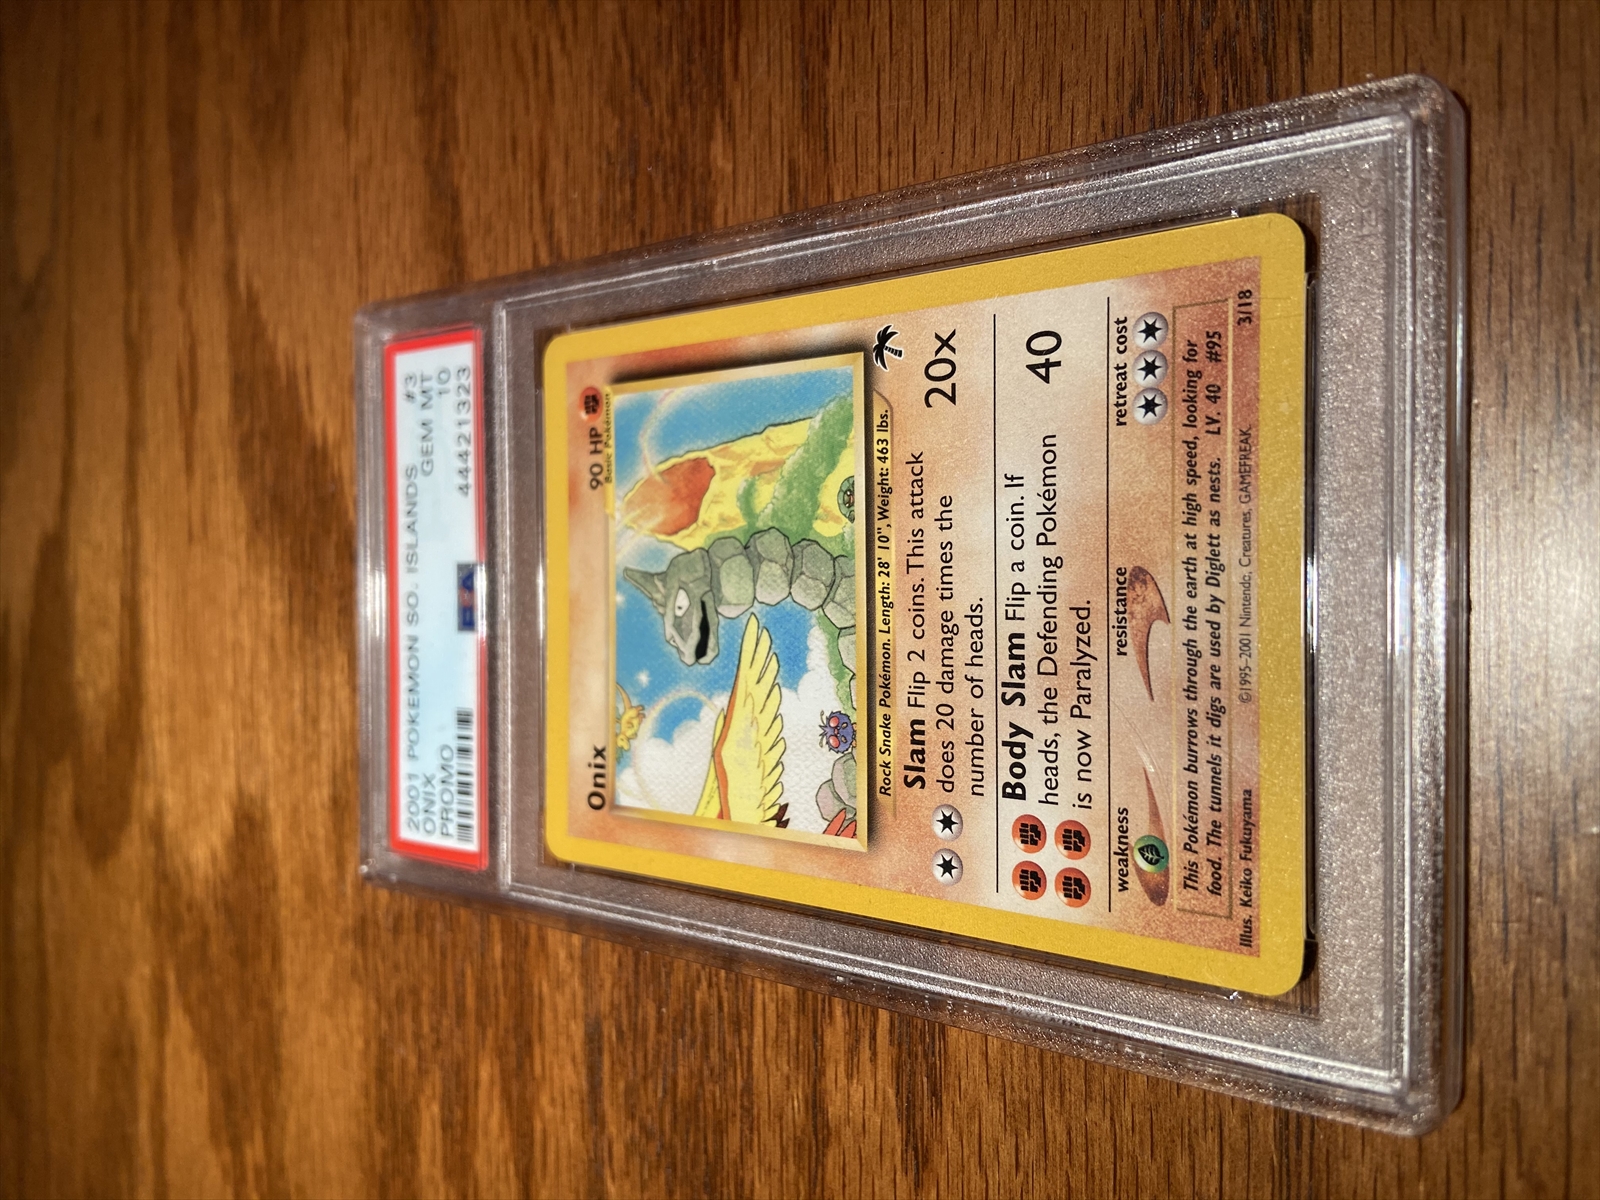 2001 POKEMON SO. ISLANDS #3
ONIX GEM MT
PROMO 10
44421323
PSA
Onix 90 HP
Basic Pokémon
Rock Snake Pokémon. Length: 28' 10", Weight: 463 lbs.
Slam Flip 2 coins. This attack 20x
does 20 damage times the
number of heads.
Body Slam Flip a coin. If 40
heads, the Defending Pokémon
is now Paralyzed.
weakness resistance retreat cost
This Pokémon burrows through the earth at high speed, looking for
food. The tunnels it digs are used by Diglett as nests. LV. 40 #95
Illus. Keiko Fukuyama ©1995-2001 Nintendo, Creatures, GAMEFREAK. 3/18